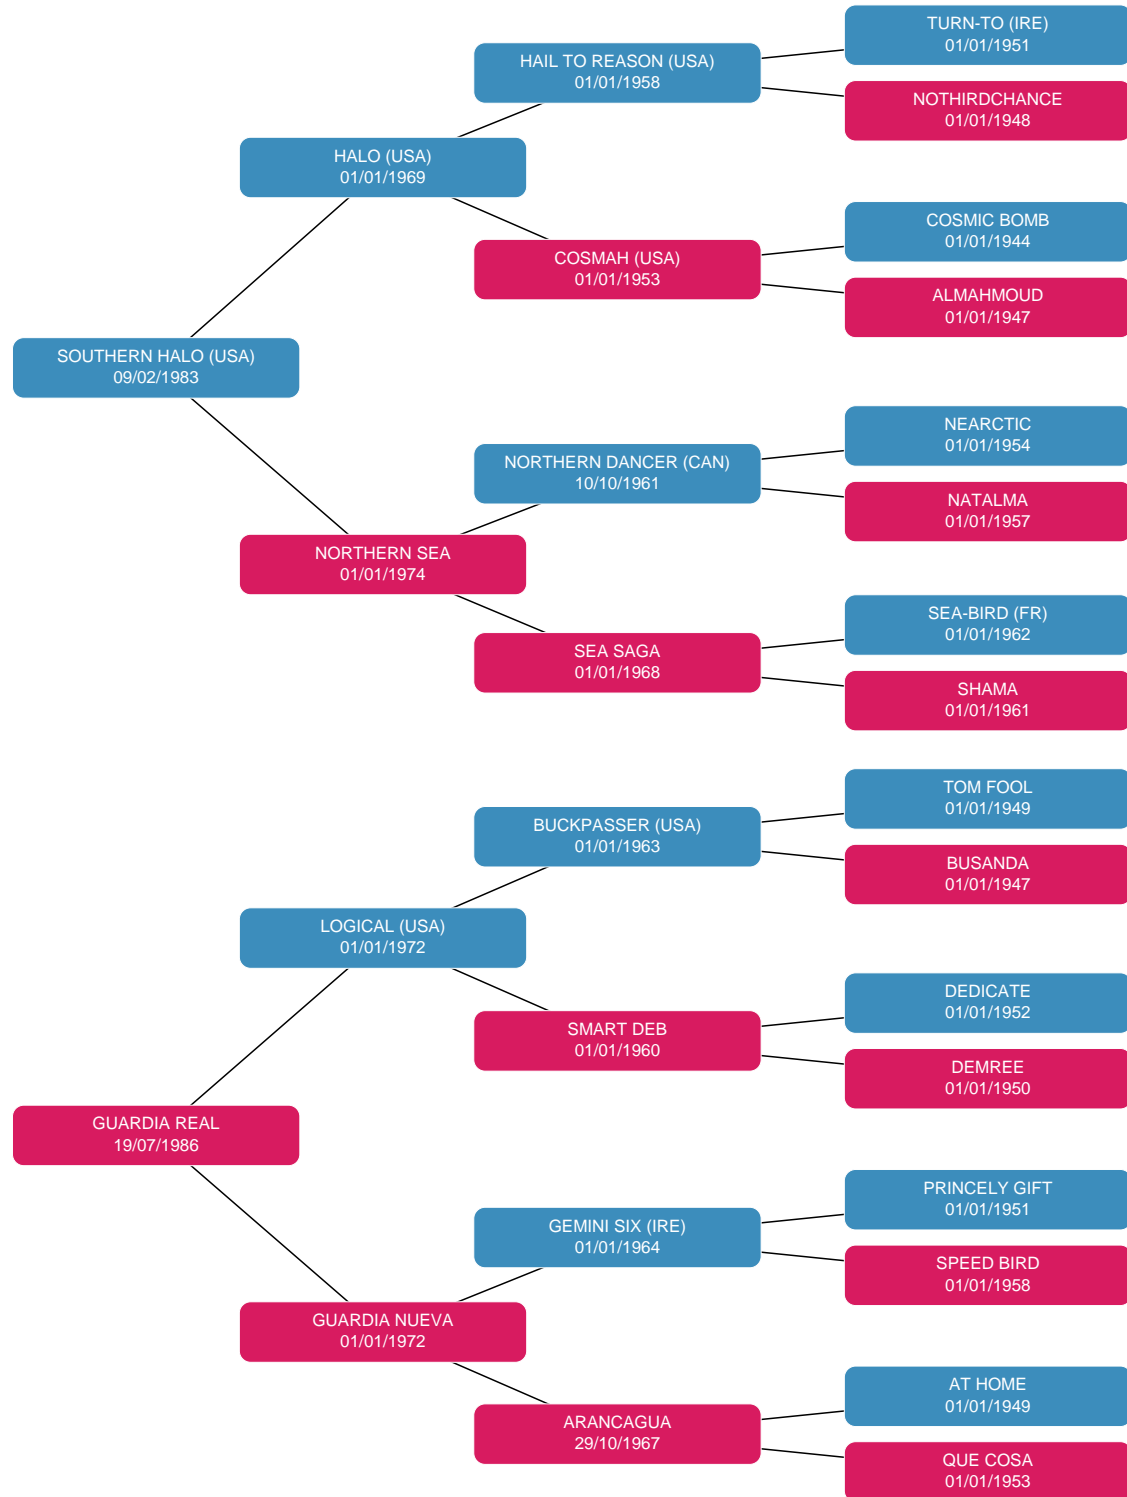 TURN-TO (IRE)
01/01/1951
HAIL TO REASON (USA)
01/01/1958
NOTHIRDCHANCE
01/01/1948
HALO (USA)
01/01/1969
COSMIC BOMB
01/01/1944
COSMAH (USA)
01/01/1953
ALMAHMOUD
01/01/1947
SOUTHERN HALO (USA)
09/02/1983
NEARCTIC
01/01/1954
NORTHERN DANCER (CAN)
10/10/1961
NATALMA
01/01/1957
NORTHERN SEA
01/01/1974
SEA-BIRD (FR)
01/01/1962
SEA SAGA
01/01/1968
SHAMA
01/01/1961
TOM FOOL
01/01/1949
BUCKPASSER (USA)
01/01/1963
BUSANDA
01/01/1947
LOGICAL (USA)
01/01/1972
DEDICATE
01/01/1952
SMART DEB
01/01/1960
DEMREE
01/01/1950
GUARDIA REAL
19/07/1986
PRINCELY GIFT
01/01/1951
GEMINI SIX (IRE)
01/01/1964
SPEED BIRD
01/01/1958
GUARDIA NUEVA
01/01/1972
AT HOME
01/01/1949
ARANCAGUA
29/10/1967
QUE COSA
01/01/1953